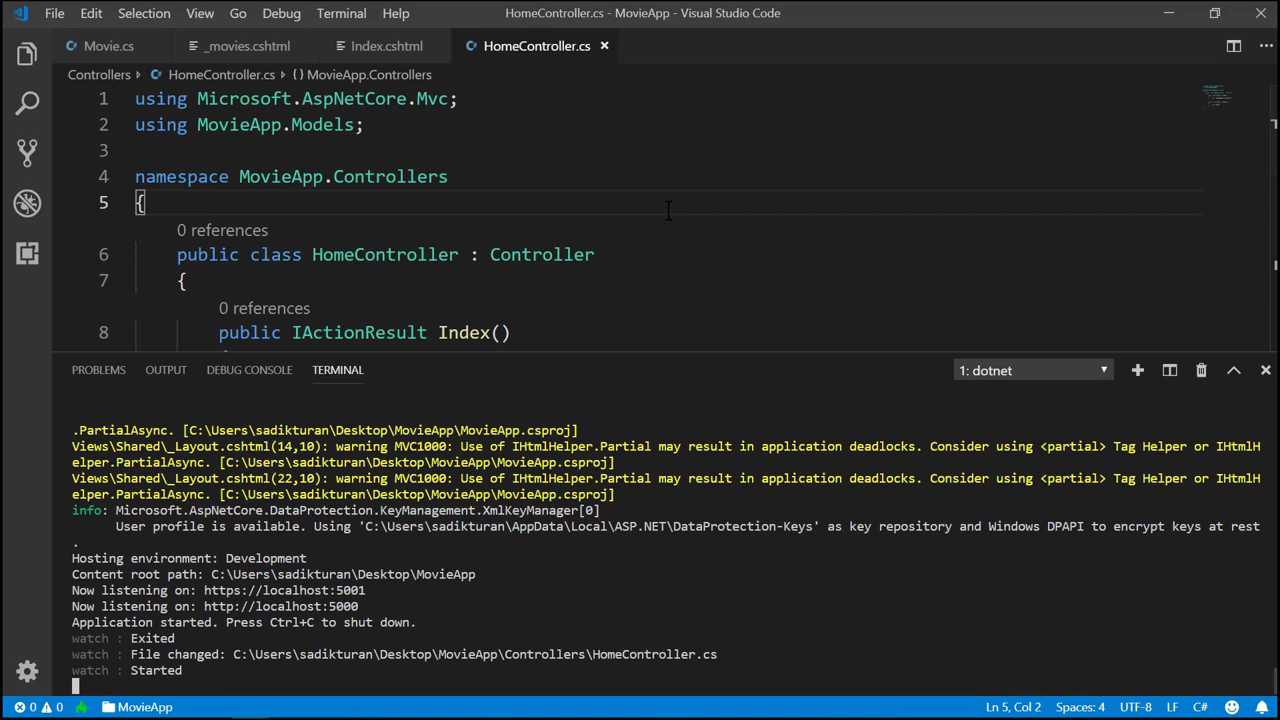 File Edit Selection View Go Debug Terminal Help HomeController.cs - MovieApp - Visual Studio Code
Movie.cs _movies.cshtml Index.cshtml HomeController.cs
Controllers HomeController.cs {} MovieApp.Controllers
1 using Microsoft.AspNetCore.Mvc;
2 using MovieApp.Models;
3
4 namespace MovieApp.Controllers
5 {
0 references
6 public class HomeController : Controller
7 {
0 references
8 public IActionResult Index()
PROBLEMS OUTPUT DEBUG CONSOLE TERMINAL 1: dotnet
.PartialAsync. [C:\Users\sadikturan\Desktop\MovieApp\MovieApp.csproj]
Views\Shared\_Layout.cshtml(14,10): warning MVC1000: Use of IHtmlHelper.Partial may result in application deadlocks. Consider using <partial> Tag Helper or IHtmlH
elper.PartialAsync. [C:\Users\sadikturan\Desktop\MovieApp\MovieApp.csproj]
Views\Shared\_Layout.cshtml(22,10): warning MVC1000: Use of IHtmlHelper.Partial may result in application deadlocks. Consider using <partial> Tag Helper or IHtmlH
elper.PartialAsync. [C:\Users\sadikturan\Desktop\MovieApp\MovieApp.csproj]
info: Microsoft.AspNetCore.DataProtection.KeyManagement.XmlKeyManager[0]
User profile is available. Using 'C:\Users\sadikturan\AppData\Local\ASP.NET\DataProtection-Keys' as key repository and Windows DPAPI to encrypt keys at rest
.
Hosting environment: Development
Content root path: C:\Users\sadikturan\Desktop\MovieApp
Now listening on: https://localhost:5001
Now listening on: http://localhost:5000
Application started. Press Ctrl+C to shut down.
watch : Exited
watch : File changed: C:\Users\sadikturan\Desktop\MovieApp\Controllers\HomeController.cs
watch : Started
0 0 MovieApp Ln 5, Col 2 Spaces: 4 UTF-8 LF C#